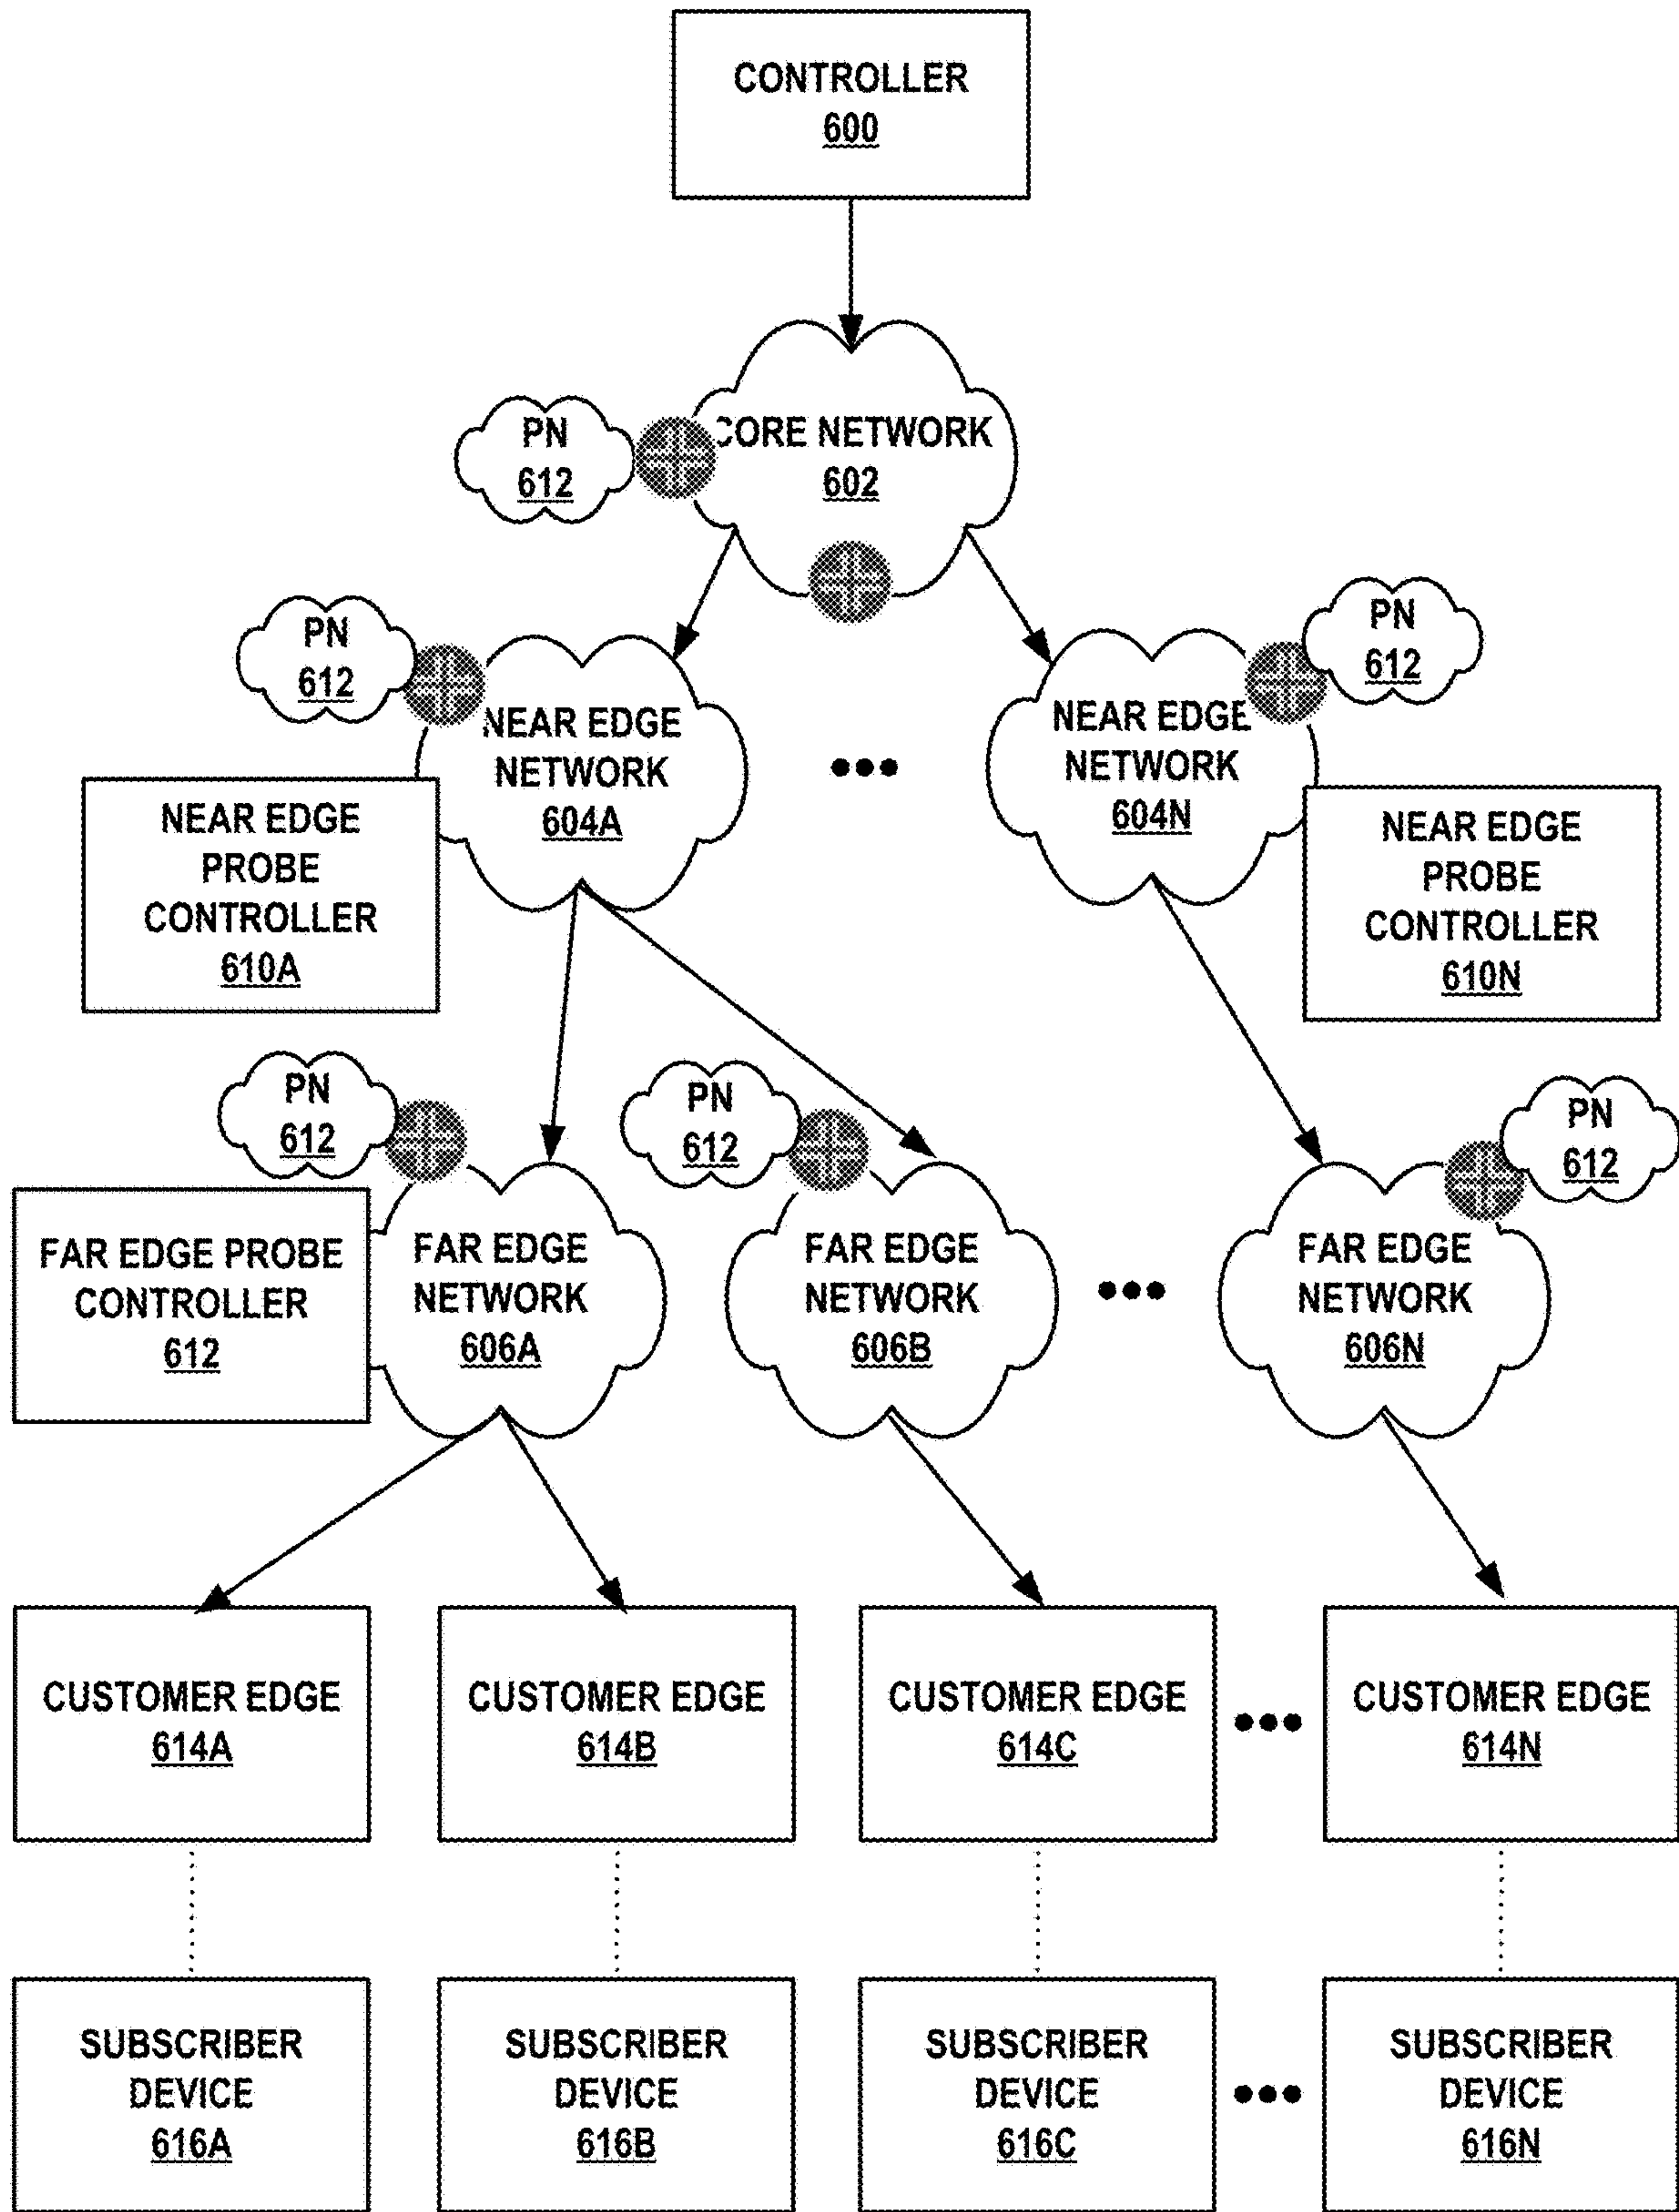 CONTROLLER
600
PN
612
CORE NETWORK
602
PN
612
NEAR EDGE
NETWORK
604A
NEAR EDGE
NETWORK
604N
PN
612
NEAR EDGE
PROBE
CONTROLLER
610A
NEAR EDGE
PROBE
CONTROLLER
610N
PN
612
PN
612
PN
612
FAR EDGE PROBE
CONTROLLER
612
FAR EDGE
NETWORK
606A
FAR EDGE
NETWORK
606B
FAR EDGE
NETWORK
606N
CUSTOMER EDGE
614A
CUSTOMER EDGE
614B
CUSTOMER EDGE
614C
CUSTOMER EDGE
614N
SUBSCRIBER
DEVICE
616A
SUBSCRIBER
DEVICE
616B
SUBSCRIBER
DEVICE
616C
SUBSCRIBER
DEVICE
616N